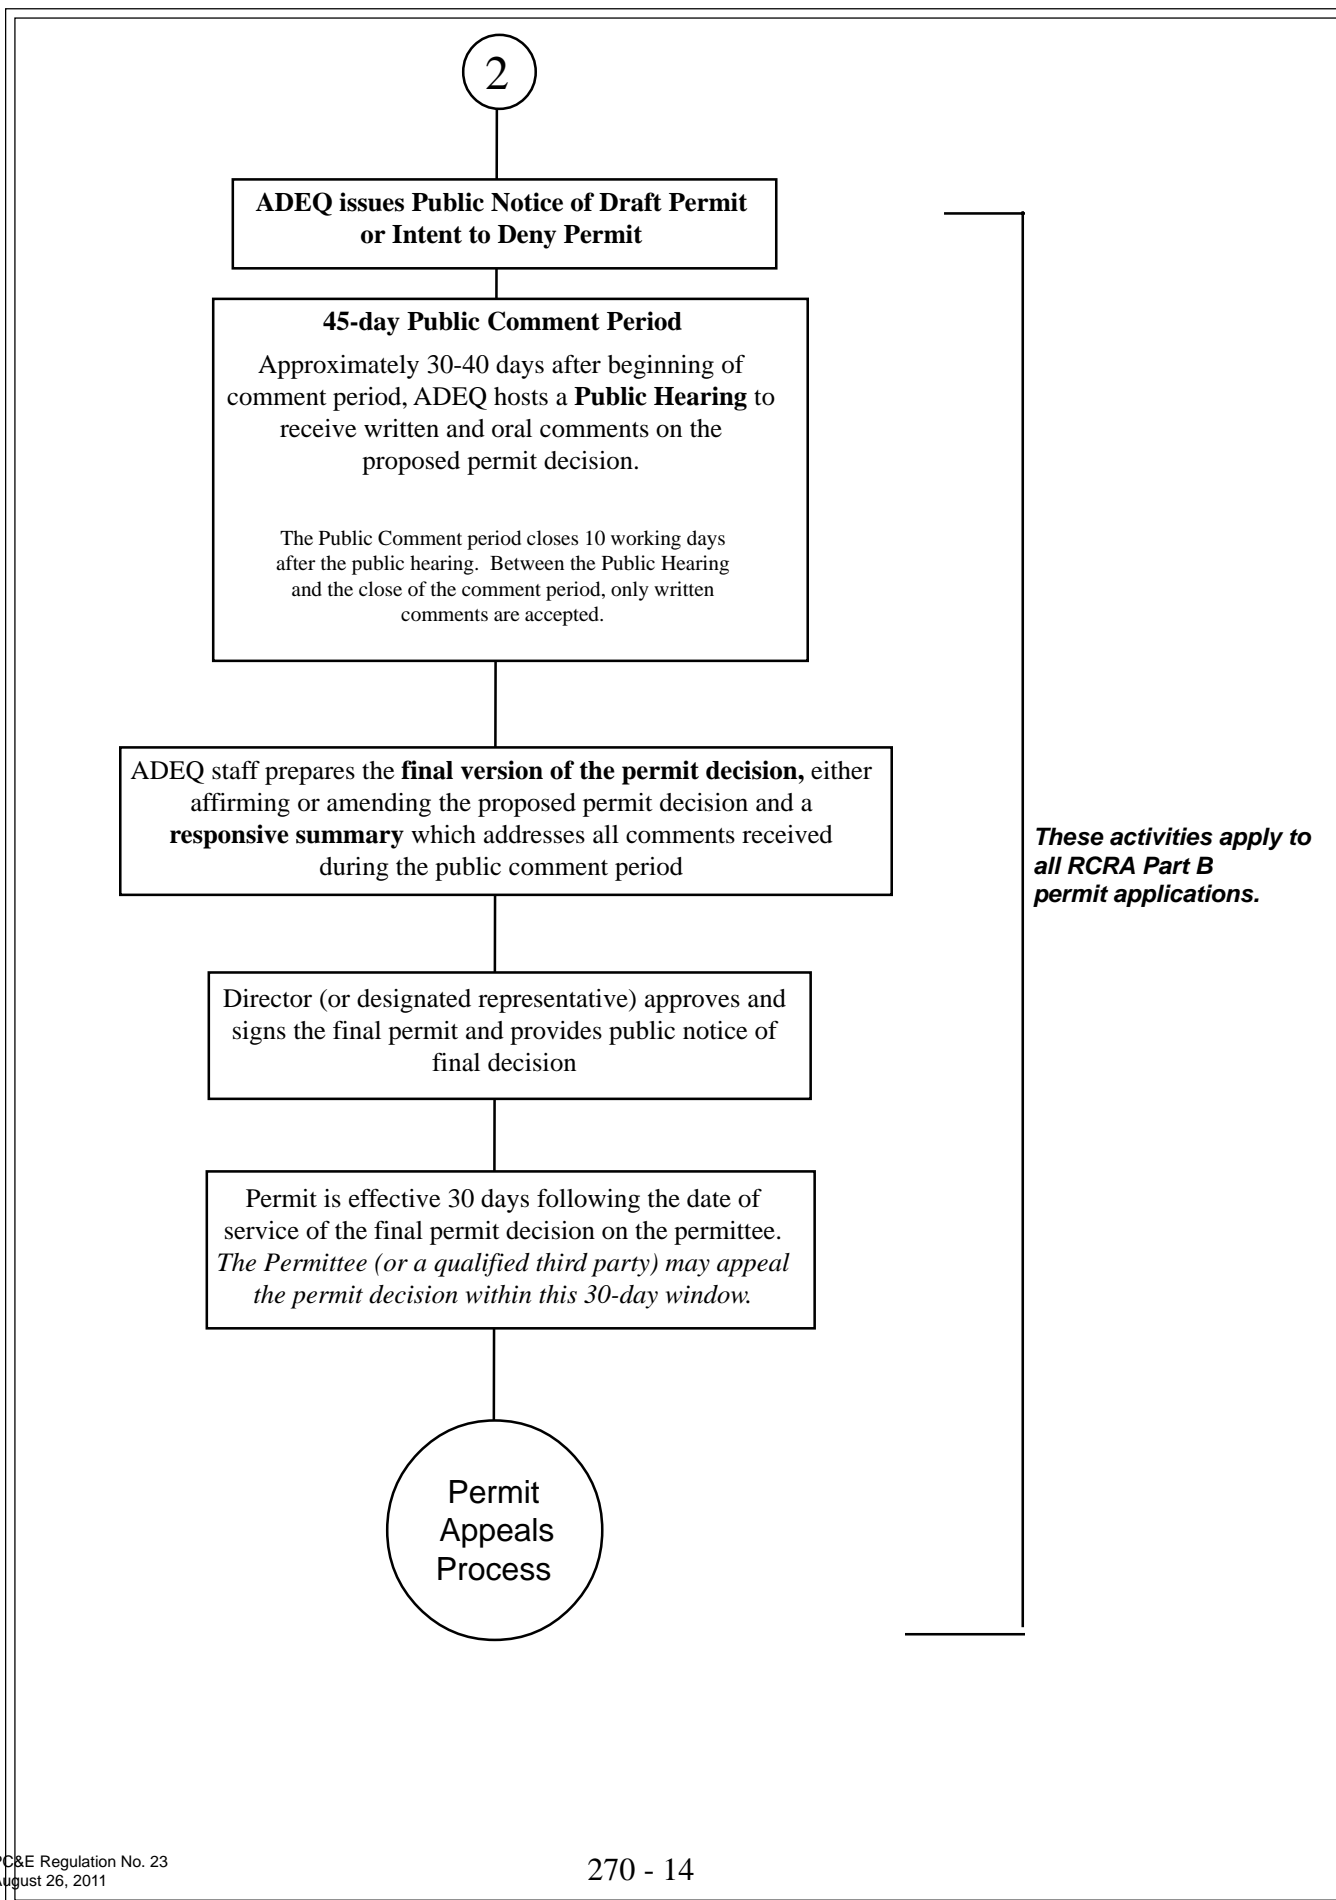 2
ADEQ issues Public Notice of Draft Permit
or Intent to Deny Permit
45-day Public Comment Period
Approximately 30-40 days after beginning of
comment period, ADEQ hosts a Public Hearing to
receive written and oral comments on the
proposed permit decision.
The Public Comment period closes 10 working days
after the public hearing.  Between the Public Hearing
and the close of the comment period, only written
comments are accepted.
ADEQ staff prepares the final version of the permit decision, either
affirming or amending the proposed permit decision and a
responsive summary which addresses all comments received
during the public comment period
These activities apply to
all RCRA Part B
permit applications.
Director (or designated representative) approves and
signs the final permit and provides public notice of
final decision
Permit is effective 30 days following the date of
service of the final permit decision on the permittee.
The Permittee (or a qualified third party) may appeal
the permit decision within this 30-day window.
Permit
Appeals
Process
PC&E Regulation No. 23
August 26, 2011
270 - 14